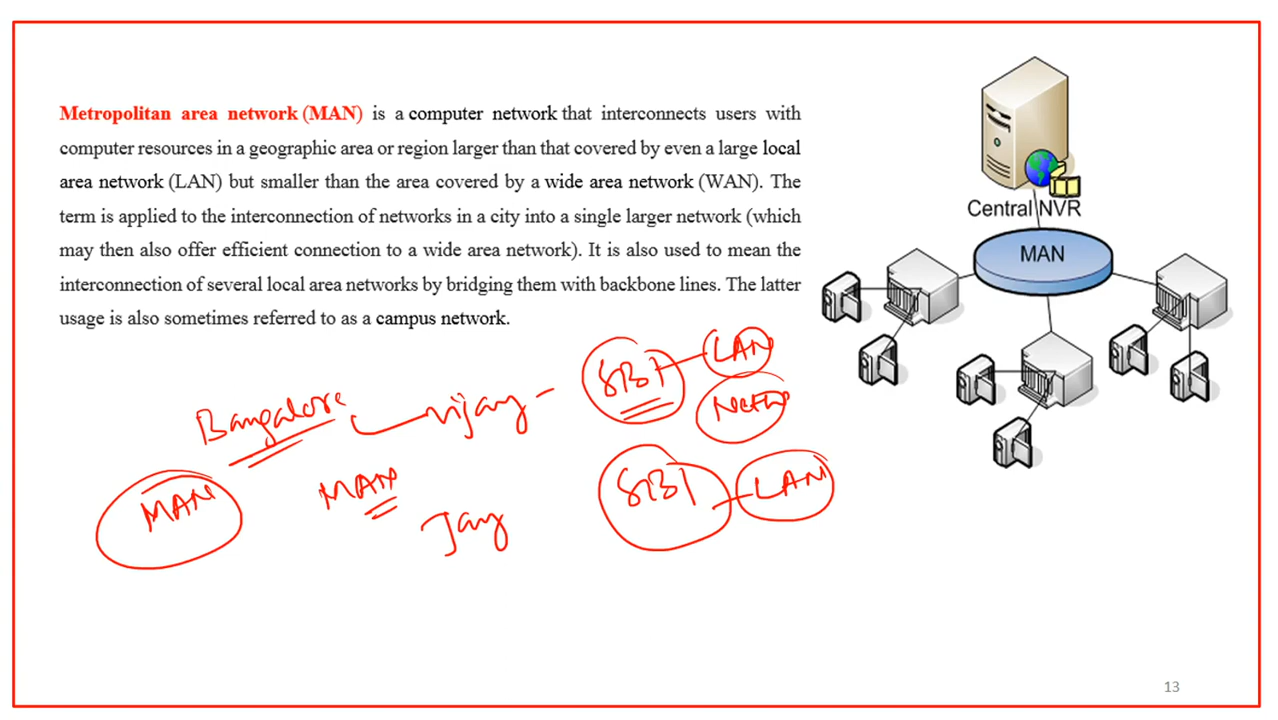 Metropolitan area network (MAN) is a computer network that interconnects users with
computer resources in a geographic area or region larger than that covered by even a large local
area network (LAN) but smaller than the area covered by a wide area network (WAN). The
term is applied to the interconnection of networks in a city into a single larger network (which
may then also offer efficient connection to a wide area network). It is also used to mean the
interconnection of several local area networks by bridging them with backbone lines. The latter
usage is also sometimes referred to as a campus network.
Central NVR
MAN
Bangalore
vijay
SBI
LAN
MAN
MAN
Jay
SBI
LAN
13